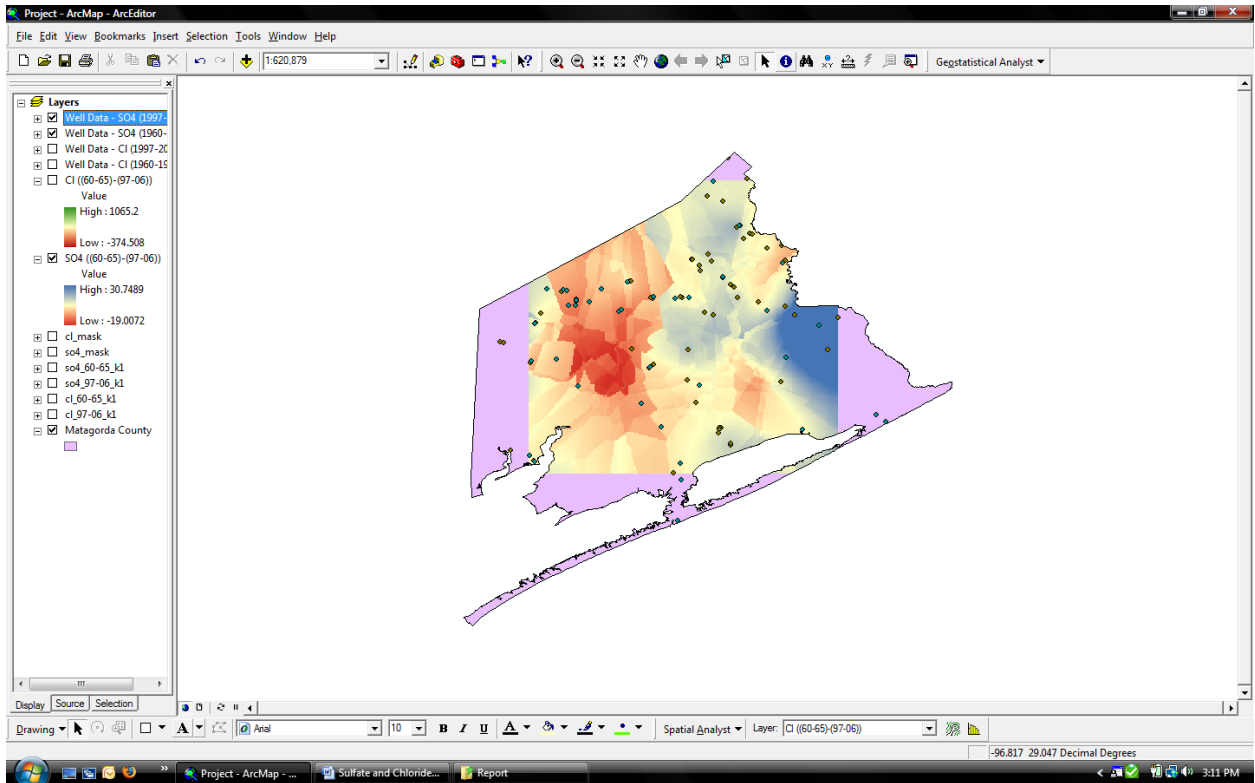 Project - ArcMap - ArcEditor
File Edit View Bookmarks Insert Selection Tools Window Help
1:620,879
Geostatistical Analyst
Layers
Well Data - SO4 (1997-
Well Data - SO4 (1960-
Well Data - Cl (1997-20
Well Data - Cl (1960-19
Cl ((60-65)-(97-06))
Value
High : 1065.2
Low : -374.508
SO4 ((60-65)-(97-06))
Value
High : 30.7489
Low : -19.0072
cl_mask
so4_mask
so4_60-65_k1
so4_97-06_k1
cl_60-65_k1
cl_97-06_k1
Matagorda County
Display Source Selection
Drawing A Arial 10 B I U A Spatial Analyst Layer: Cl ((60-65)-(97-06))
-96.817 29.047 Decimal Degrees
Project - ArcMap - ... Sulfate and Chloride... Report 3:11 PM